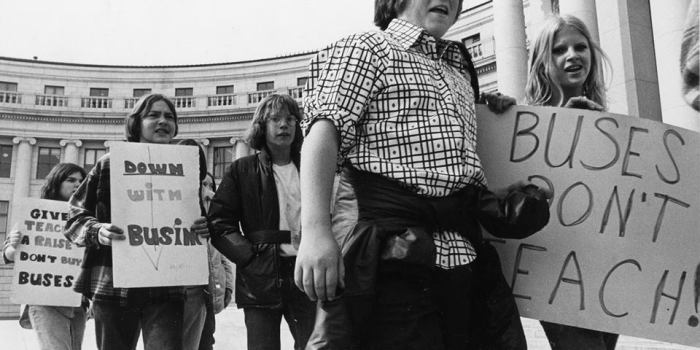 GIVE
TEACH
A RAISE
DON'T BUY
BUSES
DOWN
WITH
BUSIN
BUSES
DON'T
TEACH!